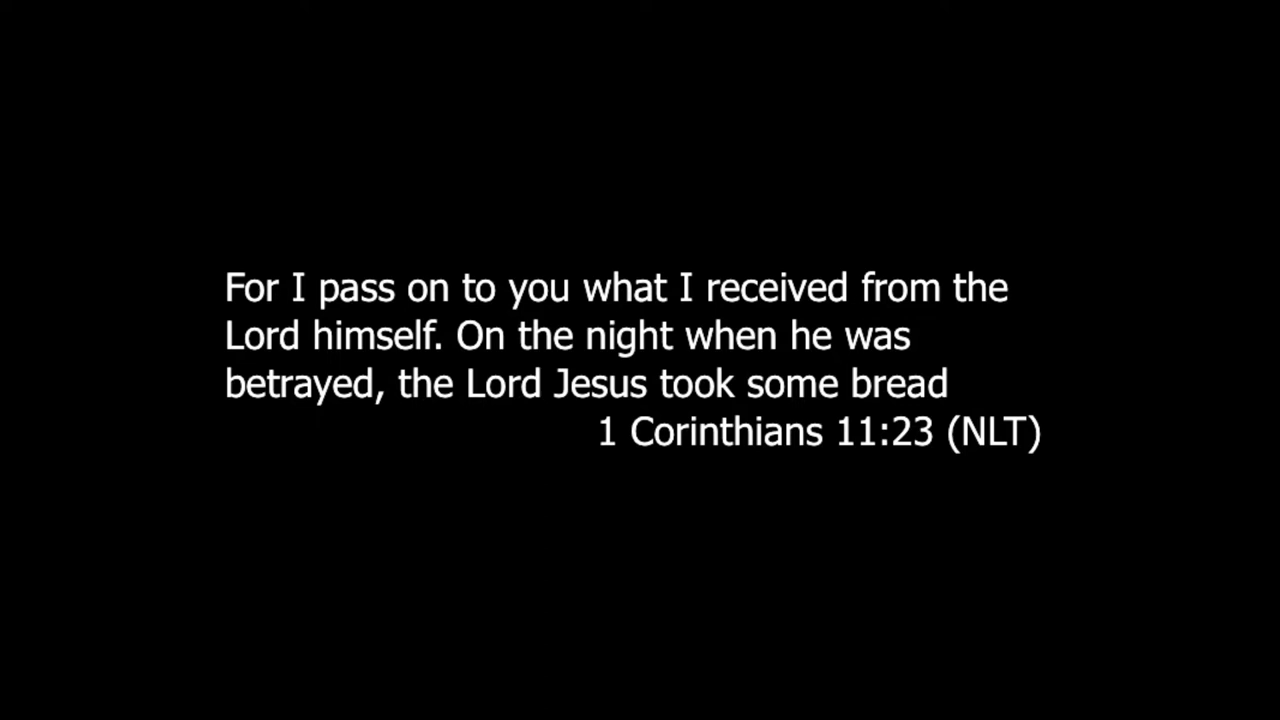 For I pass on to you what I received from the
Lord himself. On the night when he was
betrayed, the Lord Jesus took some bread
1 Corinthians 11:23 (NLT)